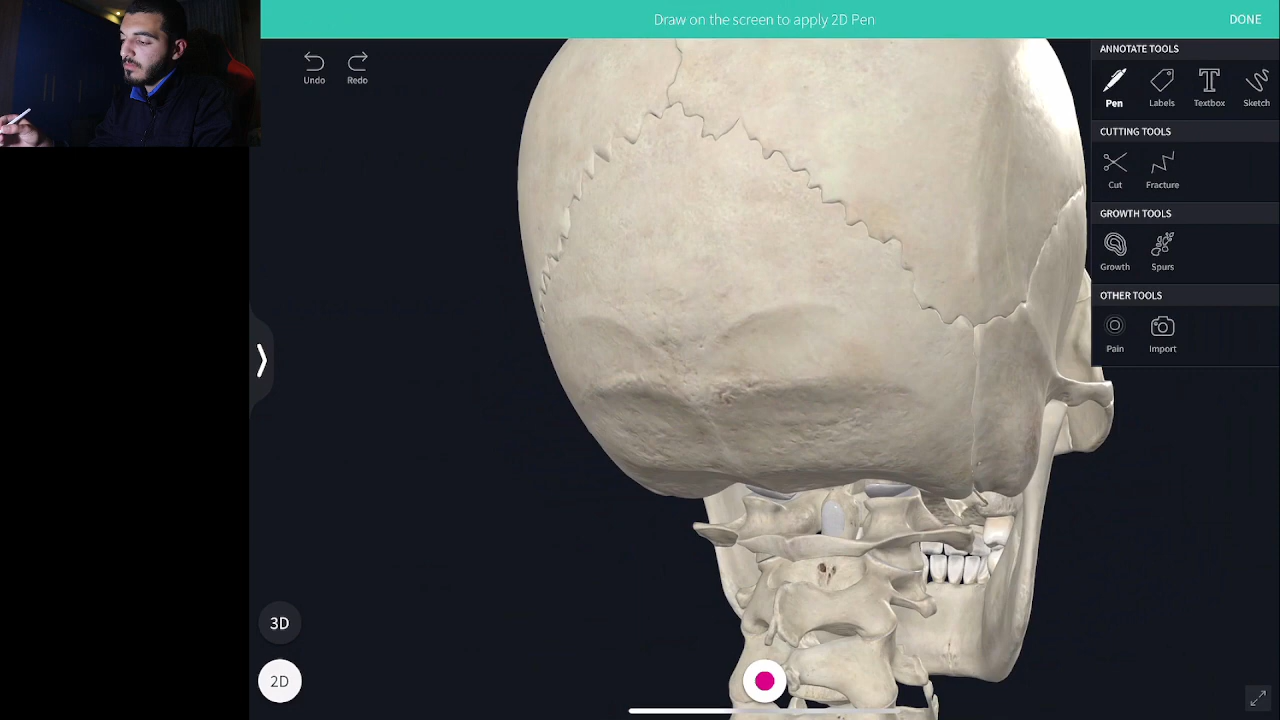 Draw on the screen to apply 2D Pen
DONE
Undo
Redo
ANNOTATE TOOLS
Pen
Labels
Textbox
Sketch
CUTTING TOOLS
Cut
Fracture
GROWTH TOOLS
Growth
Spurs
OTHER TOOLS
Pain
Import
3D
2D